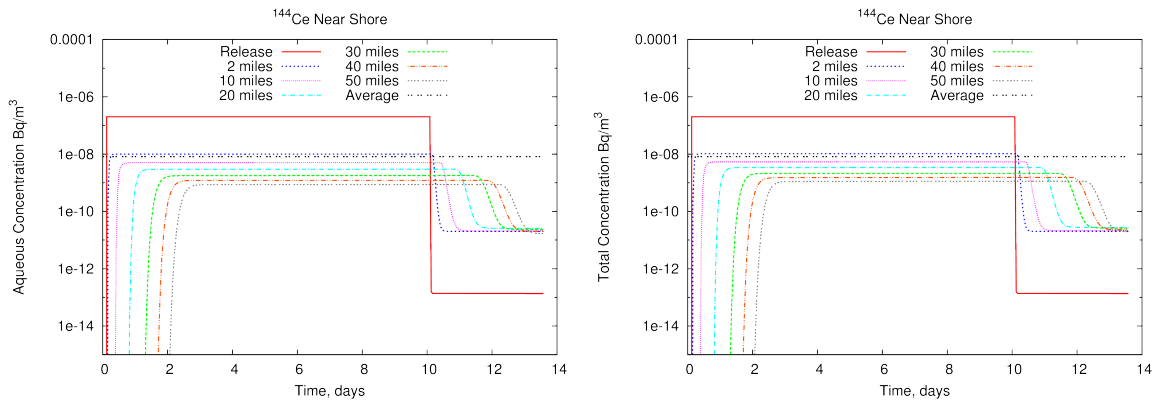 ¹⁴⁴Ce Near Shore
Aqueous Concentration Bq/m³
0.0001
1e-06
1e-08
1e-10
1e-12
1e-14
Release
2 miles
10 miles
20 miles
30 miles
40 miles
50 miles
Average
0 2 4 6 8 10 12 14
Time, days
¹⁴⁴Ce Near Shore
Total Concentration Bq/m³
0.0001
1e-06
1e-08
1e-10
1e-12
1e-14
Release
2 miles
10 miles
20 miles
30 miles
40 miles
50 miles
Average
0 2 4 6 8 10 12 14
Time, days